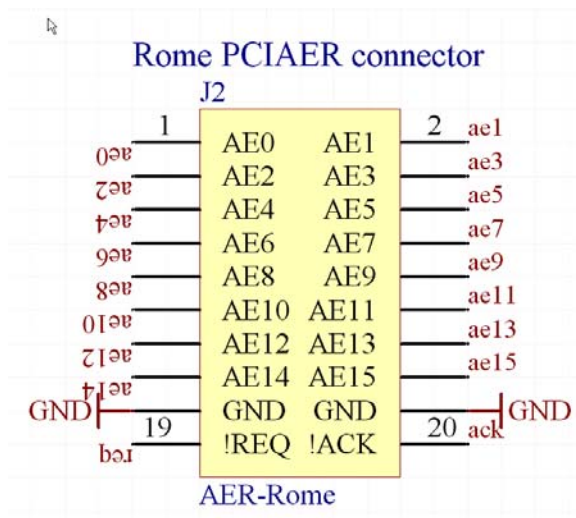 Rome PCIAER connector
J2
1 2
ae0 AE0 AE1 ae1
ae2 AE2 AE3 ae3
ae4 AE4 AE5 ae5
ae6 AE6 AE7 ae7
ae8 AE8 AE9 ae9
ae10 AE10 AE11 ae11
ae12 AE12 AE13 ae13
ae14 AE14 AE15 ae15
GND GND GND GND
19 20
req !REQ !ACK ack
AER-Rome